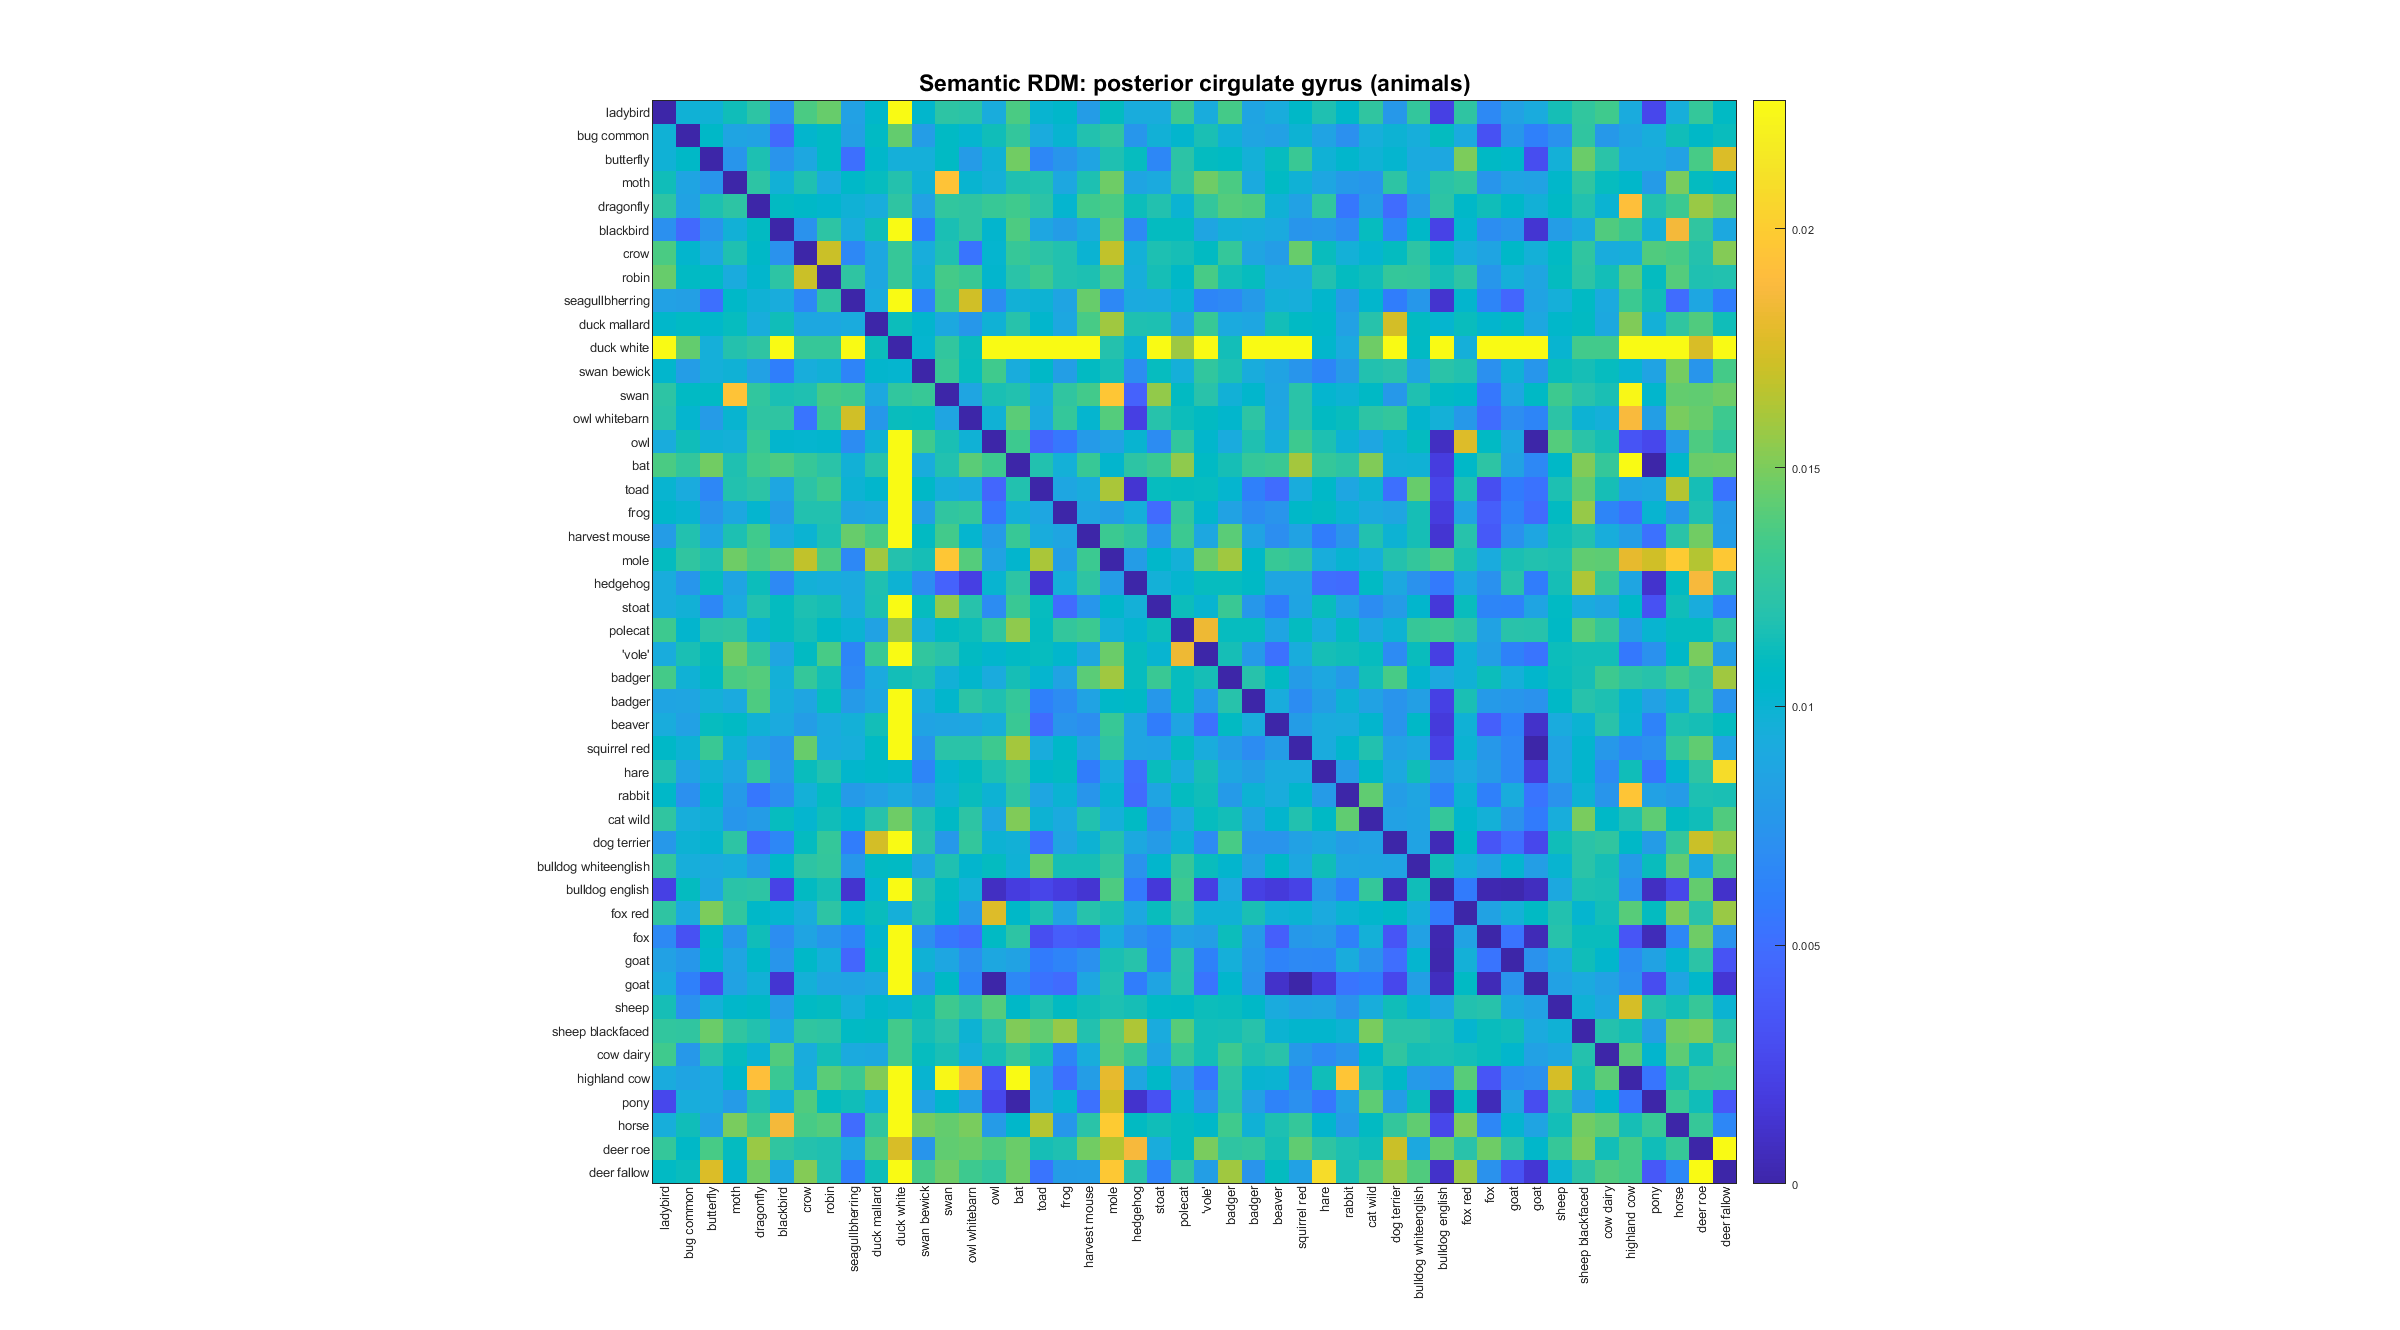 Semantic RDM: posterior cirgulate gyrus (animals)
ladybird
bug common
butterfly
moth
dragonfly
blackbird
crow
robin
seagullbherring
duck mallard
duck white
swan bewick
swan
owl whitebarn
owl
bat
toad
frog
harvest mouse
mole
hedgehog
stoat
polecat
'vole'
badger
badger
beaver
squirrel red
hare
rabbit
cat wild
dog terrier
bulldog whiteenglish
bulldog english
fox red
fox
goat
goat
sheep
sheep blackfaced
cow dairy
highland cow
pony
horse
deer roe
deer fallow
ladybird
bug common
butterfly
moth
dragonfly
blackbird
crow
robin
seagullbherring
duck mallard
duck white
swan bewick
swan
owl whitebarn
owl
bat
toad
frog
harvest mouse
mole
hedgehog
stoat
polecat
'vole'
badger
badger
beaver
squirrel red
hare
rabbit
cat wild
dog terrier
bulldog whiteenglish
bulldog english
fox red
fox
goat
goat
sheep
sheep blackfaced
cow dairy
highland cow
pony
horse
deer roe
deer fallow
0.02
0.015
0.01
0.005
0